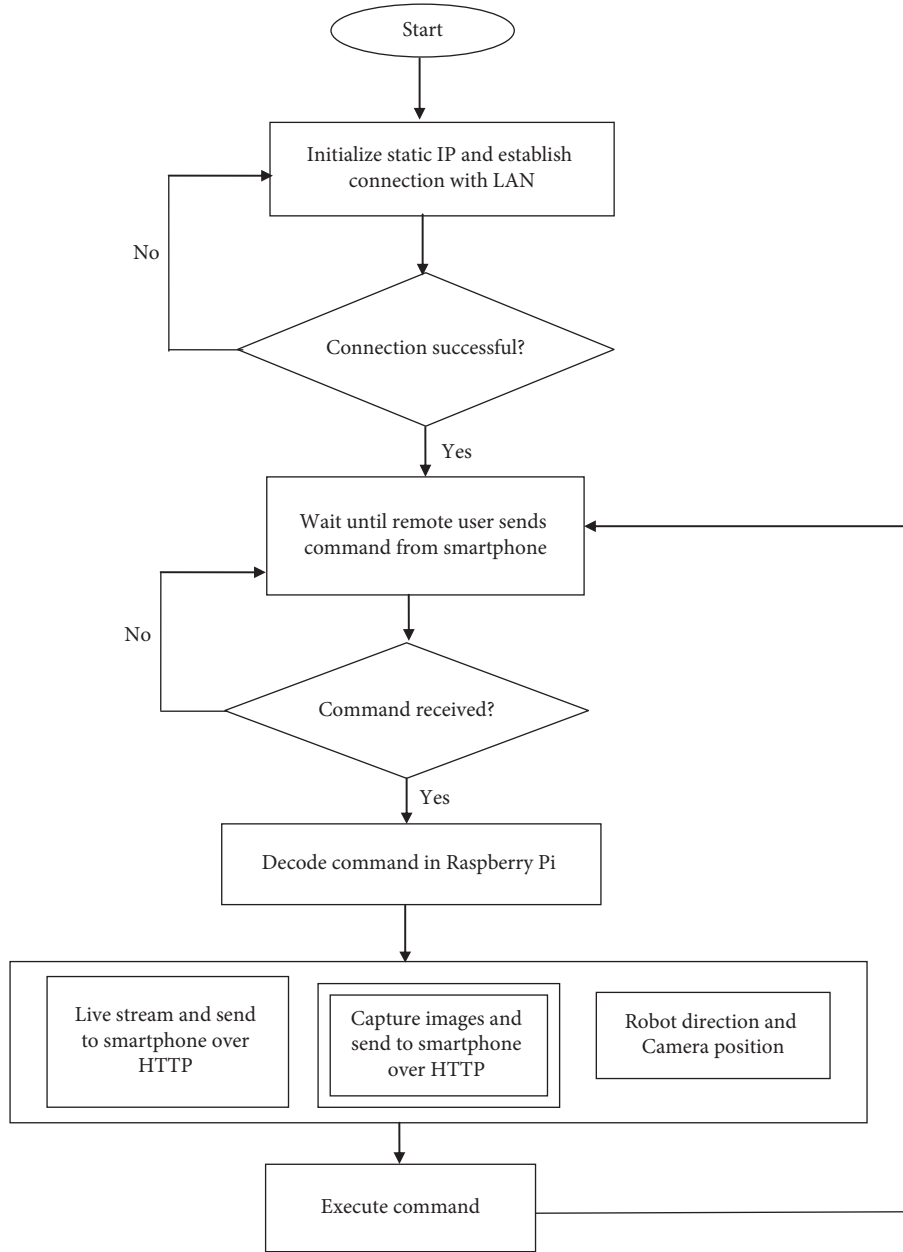 Start
Initialize static IP and establish
connection with LAN
No
Connection successful?
Yes
Wait until remote user sends
command from smartphone
No
Command received?
Yes
Decode command in Raspberry Pi
Live stream and send
to smartphone over
HTTP
Capture images and
send to smartphone
over HTTP
Robot direction and
Camera position
Execute command